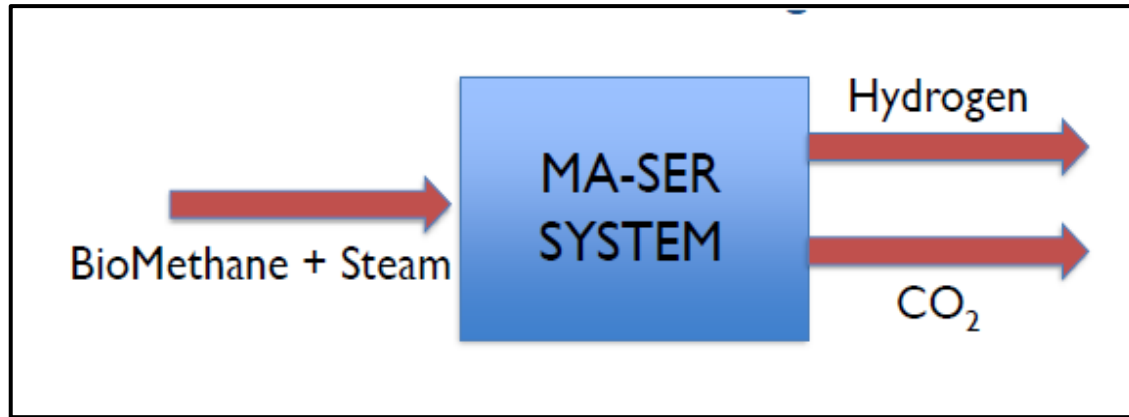 Hydrogen
MA-SER
SYSTEM
BioMethane + Steam
CO₂